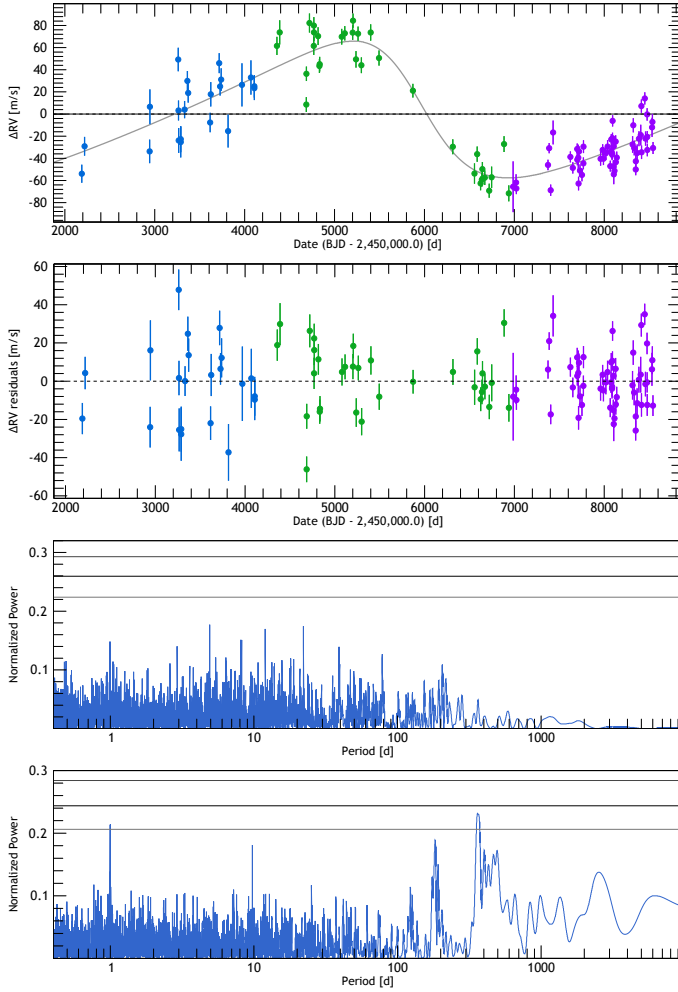 80
60
40
20
0
-20
-40
-60
-80
ΔRV [m/s]
2000 3000 4000 5000 6000 7000 8000
Date (BJD - 2,450,000.0) [d]
60
40
20
0
-20
-40
-60
ΔRV residuals [m/s]
2000 3000 4000 5000 6000 7000 8000
Date (BJD - 2,450,000.0) [d]
0.3
0.2
0.1
Normalized Power
1 10 100 1000
Period [d]
0.3
0.2
0.1
Normalized Power
1 10 100 1000
Period [d]